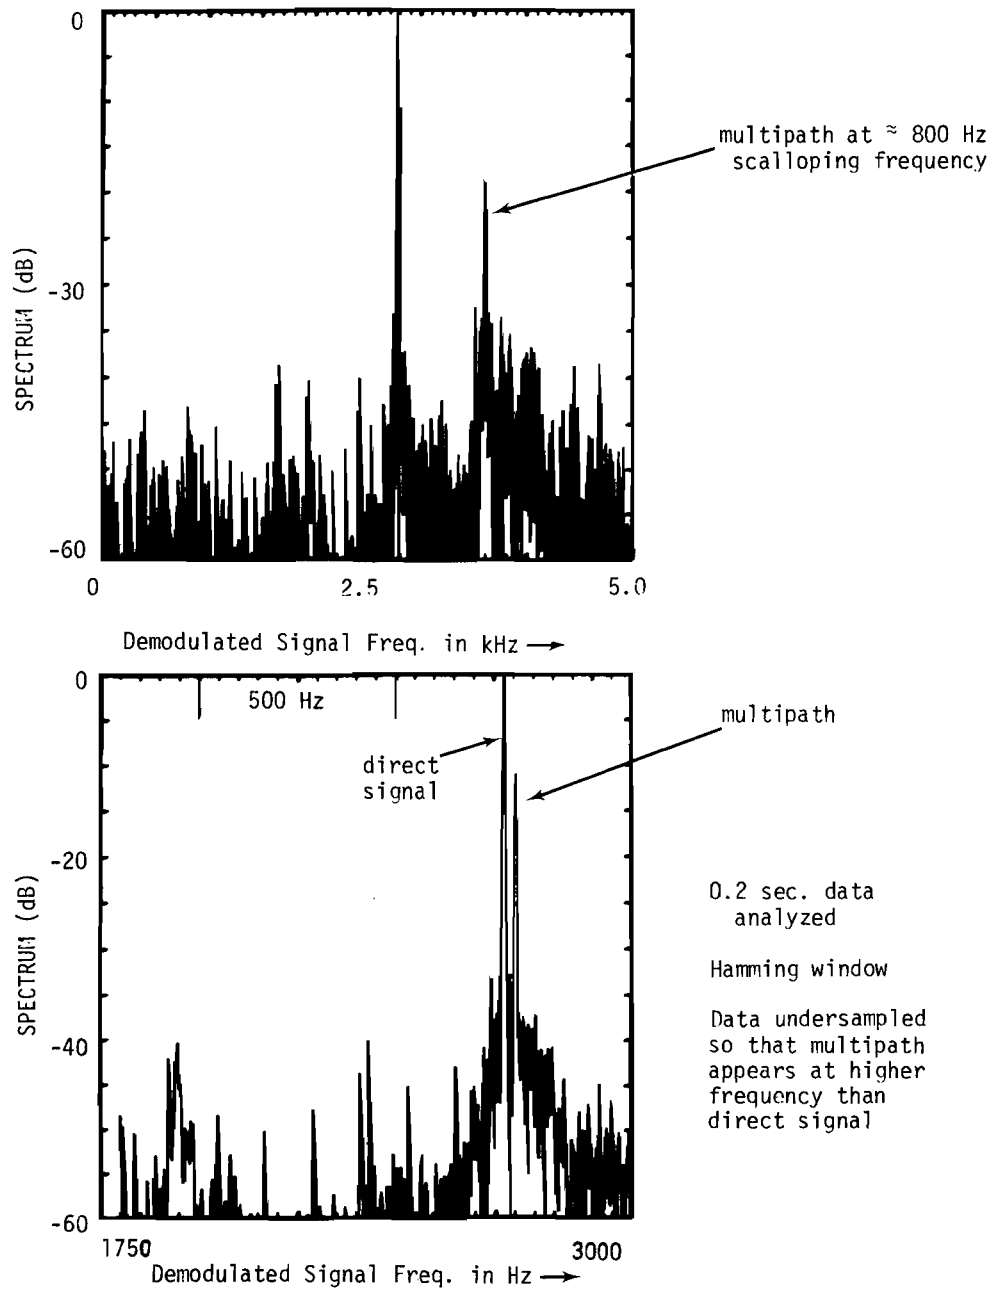 0
multipath at ≈ 800 Hz
scalloping frequency
SPECTRUM (dB)
-30
-60
0
2.5
5.0
Demodulated Signal Freq. in kHz →
0
500 Hz
multipath
direct
signal
-20
SPECTRUM (dB)
0.2 sec. data
analyzed
Hamming window
Data undersampled
so that multipath
appears at higher
frequency than
direct signal
-40
-60
1750
3000
Demodulated Signal Freq. in Hz →